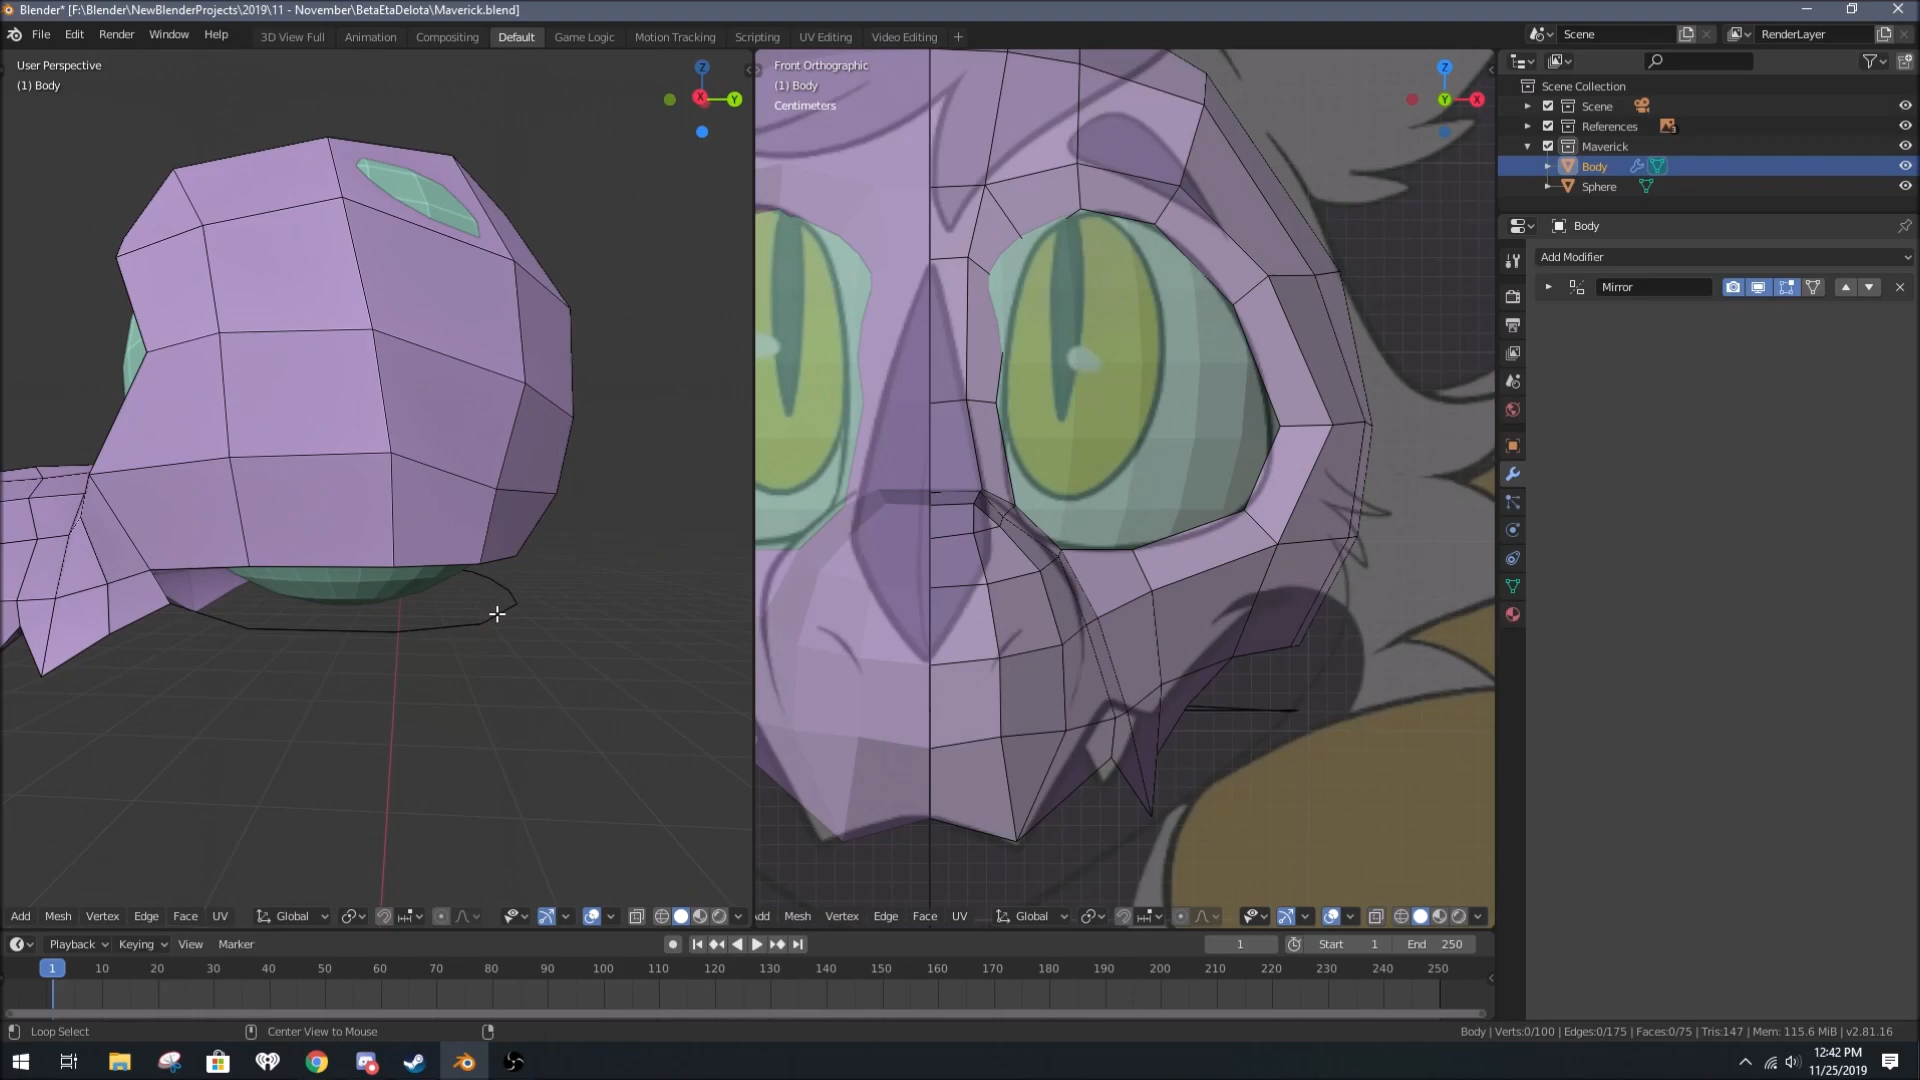 Blender* [F:\Blender\NewBlenderProjects\2019\11 - November\BetaEtaDelota\Maverick.blend]
File Edit Render Window Help
3D View Full Animation Compositing Default Game Logic Motion Tracking Scripting UV Editing Video Editing +
Scene
RenderLayer
User Perspective
(1) Body
Z
X
Y
Front Orthographic
(1) Body
Centimeters
Z
Y
X
Scene Collection
Scene
References
3
Maverick
Body
Sphere
Body
Add Modifier
Mirror
Add Mesh Vertex Edge Face UV Global
dd Mesh Vertex Edge Face UV Global
Playback Keying View Marker
1 Start 1 End 250
1 10 20 30 40 50 60 70 80 90 100 110 120 130 140 150 160 170 180 190 200 210 220 230 240 250
Loop Select
Center View to Mouse
Body | Verts:0/100 | Edges:0/175 | Faces:0/75 | Tris:147 | Mem: 115.6 MiB | v2.81.16
12:42 PM
11/25/2019